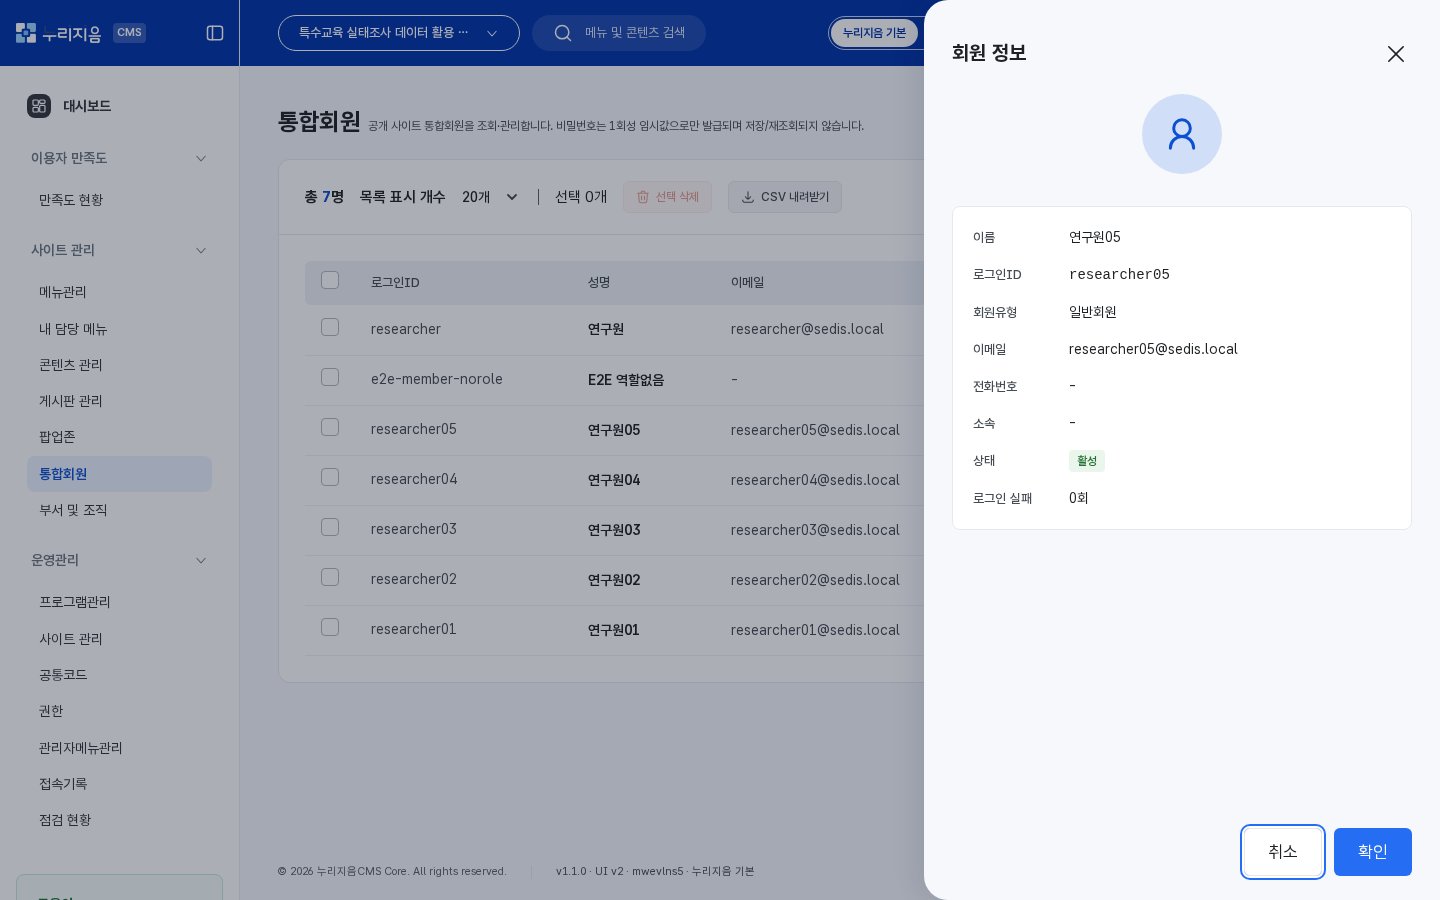 누리지음 CMS
특수교육 실태조사 데이터 활용 ···
메뉴 및 콘텐츠 검색
누리지음 기본
대시보드
이용자 만족도
만족도 현황
사이트 관리
메뉴관리
내 담당 메뉴
콘텐츠 관리
게시판 관리
팝업존
통합회원
부서 및 조직
운영관리
프로그램관리
사이트 관리
공통코드
권한
관리자메뉴관리
접속기록
점검 현황
통합회원 공개 사이트 통합회원을 조회·관리합니다. 비밀번호는 1회성 임시값으로만 발급되며 저장/재조회되지 않습니다.
총 7명 목록 표시 개수 20개 선택 0개 선택 삭제 CSV 내려받기
로그인ID 성명 이메일
researcher 연구원 researcher@sedis.local
e2e-member-norole E2E 역할없음 -
researcher05 연구원05 researcher05@sedis.local
researcher04 연구원04 researcher04@sedis.local
researcher03 연구원03 researcher03@sedis.local
researcher02 연구원02 researcher02@sedis.local
researcher01 연구원01 researcher01@sedis.local
© 2026 누리지음CMS Core. All rights reserved. v1.1.0 · UI v2 · mwevlns5 · 누리지음 기본
회원 정보
이름 연구원05
로그인ID researcher05
회원유형 일반회원
이메일 researcher05@sedis.local
전화번호 -
소속 -
상태 활성
로그인 실패 0회
취소 확인